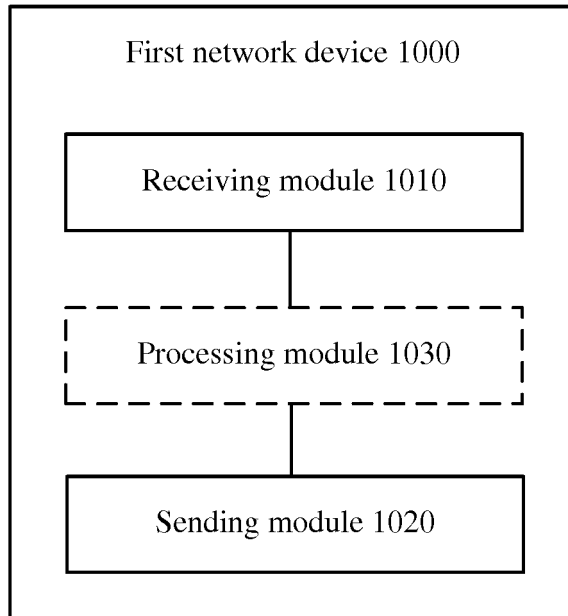 First network device 1000
Receiving module 1010
Processing module 1030
Sending module 1020